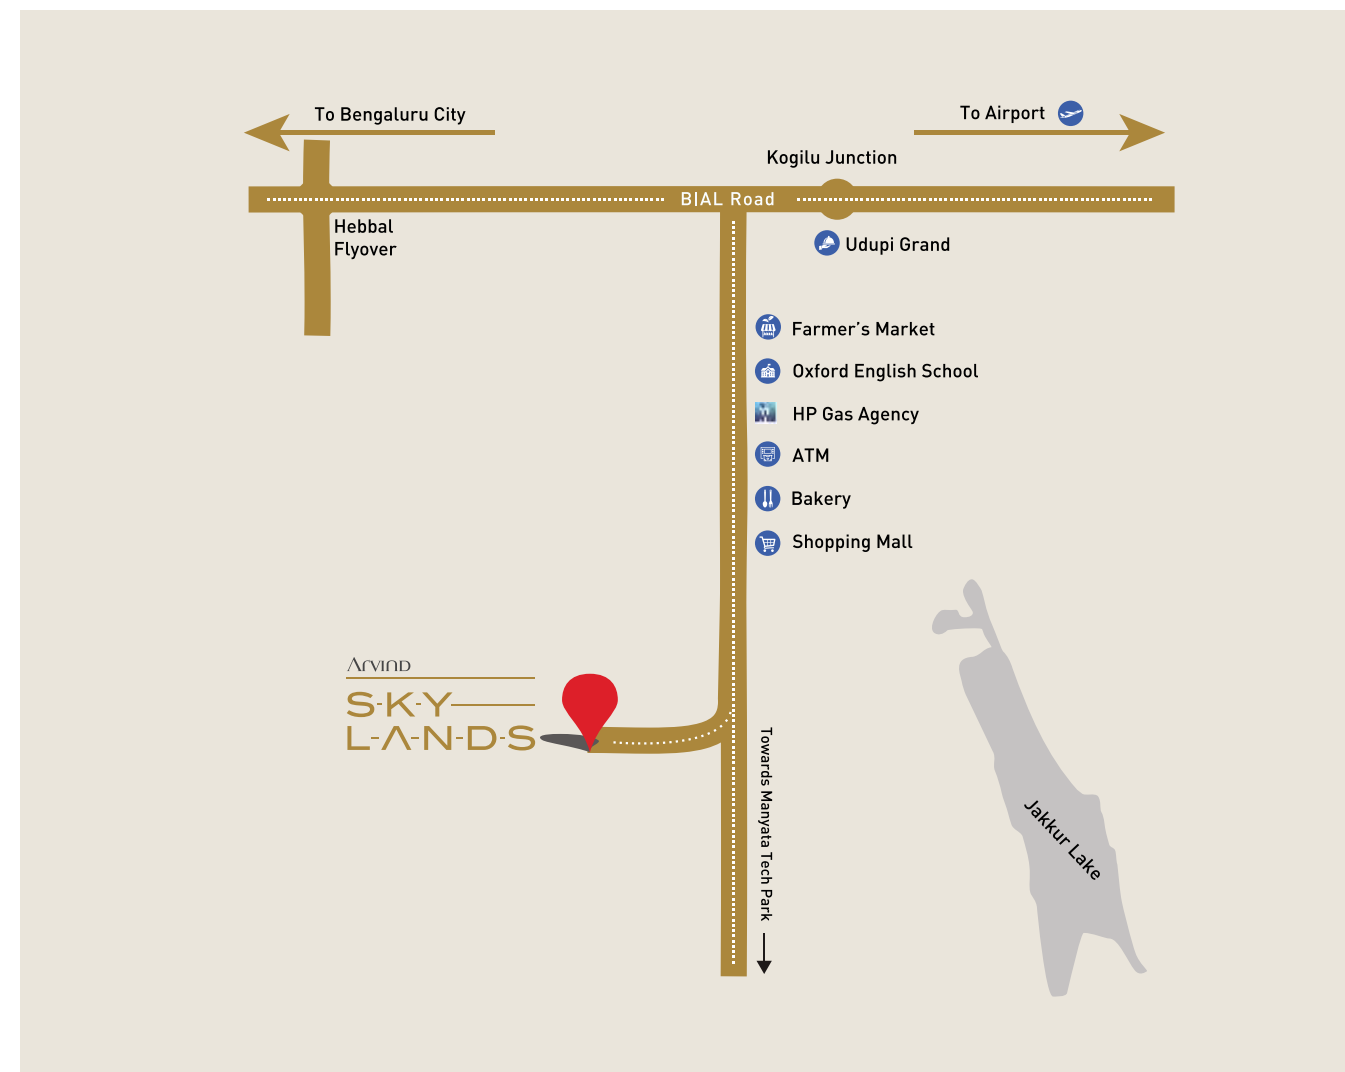 To Bengaluru City
To Airport
Kogilu Junction
BIAL Road
Hebbal
Flyover
Udupi Grand
Farmer's Market
Oxford English School
HP Gas Agency
ATM
Bakery
Shopping Mall
ARVIND
S-K-Y
L-A-N-D-S
Towards Manyata Tech Park
Jakkur Lake